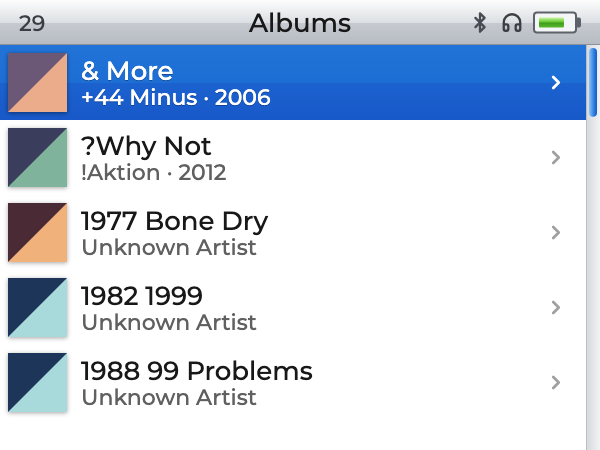 29
Albums
& More
+44 Minus · 2006
?Why Not
!Aktion · 2012
1977 Bone Dry
Unknown Artist
1982 1999
Unknown Artist
1988 99 Problems
Unknown Artist